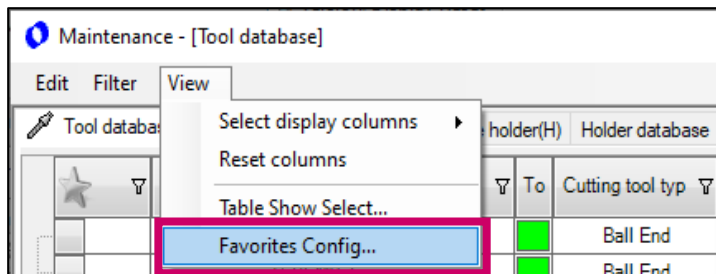 Maintenance - [Tool database]
Edit Filter View
Tool databa
Select display columns
holder(H) Holder database
Reset columns
To Cutting tool typ
Table Show Select...
Ball End
Favorites Config...
Ball End